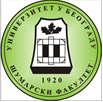 УНИВЕРЗИТЕТ У БЕОГРАДУ
ШУМАРСКИ ФАКУЛТЕТ
1920